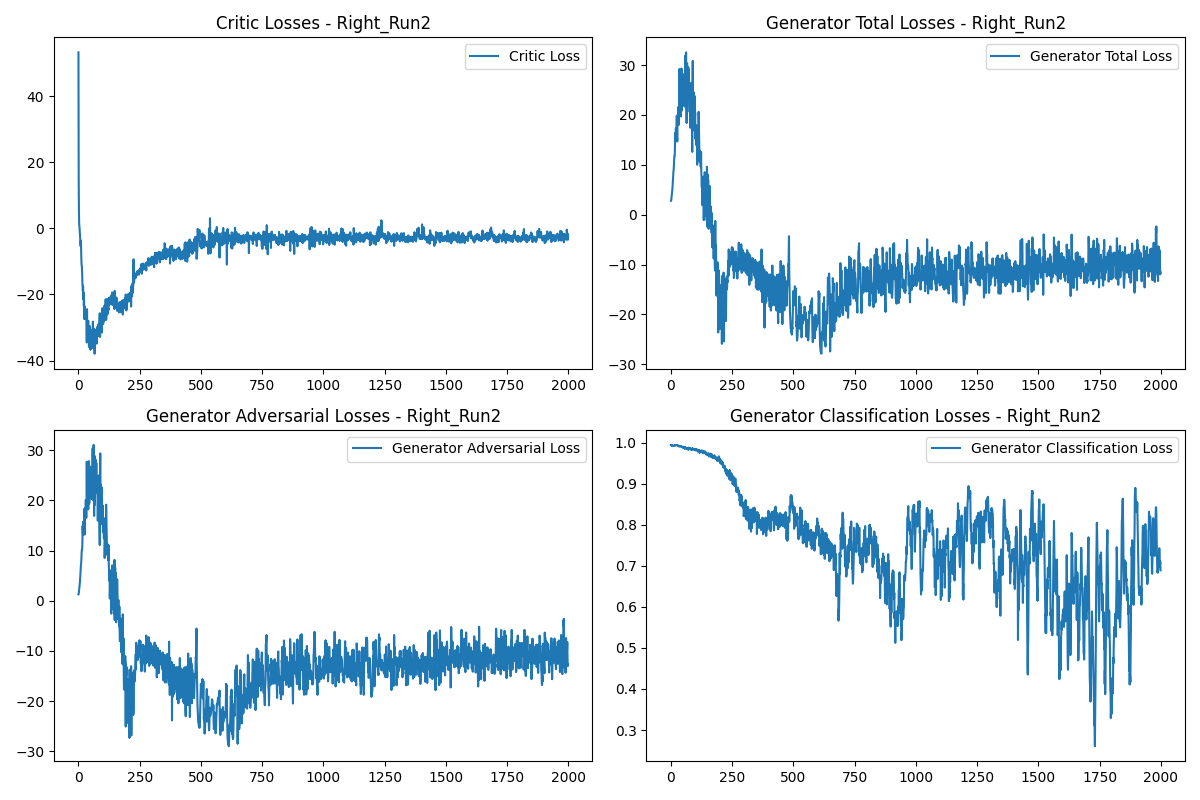 Critic Losses - Right_Run2
Critic Loss
40
20
0
−20
−40
0 250 500 750 1000 1250 1500 1750 2000
Generator Total Losses - Right_Run2
Generator Total Loss
30
20
10
0
−10
−20
−30
0 250 500 750 1000 1250 1500 1750 2000
Generator Adversarial Losses - Right_Run2
Generator Adversarial Loss
30
20
10
0
−10
−20
−30
0 250 500 750 1000 1250 1500 1750 2000
Generator Classification Losses - Right_Run2
Generator Classification Loss
1.0
0.9
0.8
0.7
0.6
0.5
0.4
0.3
0 250 500 750 1000 1250 1500 1750 2000